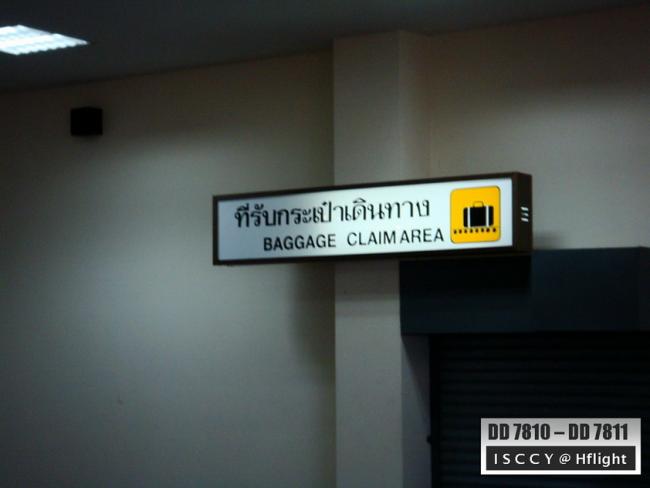 ที่รับกระเป๋าเดินทาง
BAGGAGE CLAIM AREA
DD 7810 – DD 7811
ISCCY @ Hflight